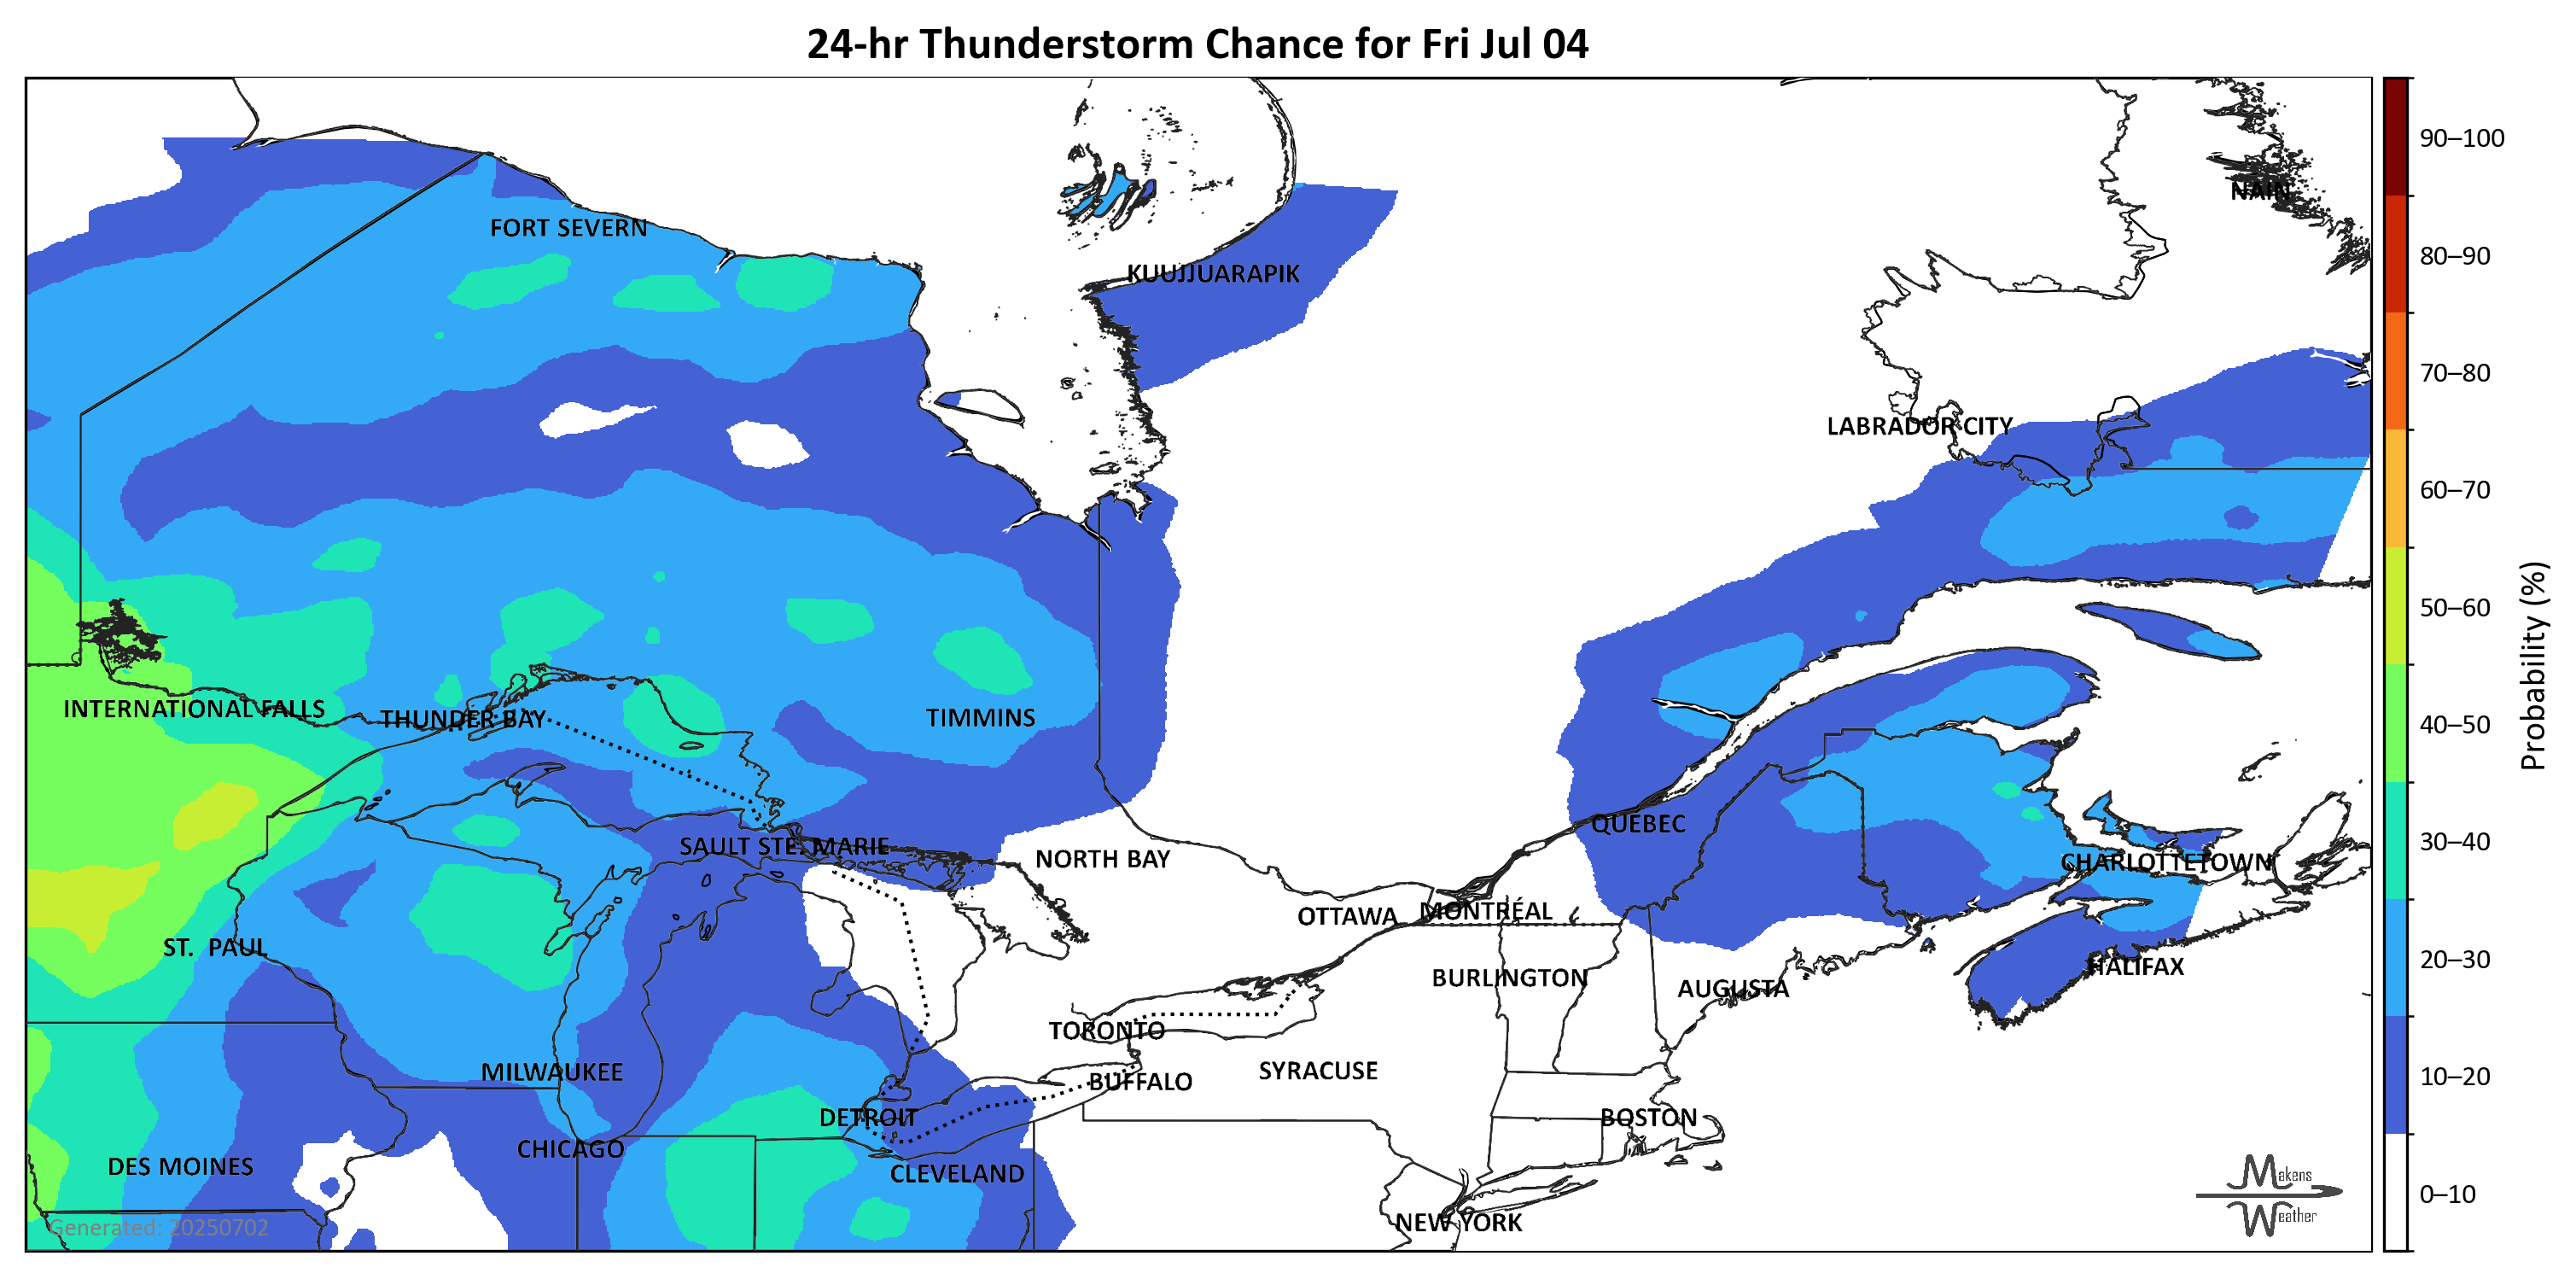 24-hr Thunderstorm Chance for Fri Jul 04
90–100
NAIN
FORT SEVERN
80–90
KUUJJUARAPIK
70–80
LABRADOR CITY
60–70
50–60
Probability (%)
INTERNATIONAL FALLS
THUNDER BAY
TIMMINS
40–50
QUEBEC
SAULT STE. MARIE
NORTH BAY
CHARLOTTETOWN
30–40
OTTAWA
MONTRÉAL
ST. PAUL
20–30
BURLINGTON
AUGUSTA
HALIFAX
TORONTO
MILWAUKEE
BUFFALO
SYRACUSE
10–20
DETROIT
BOSTON
CHICAGO
DES MOINES
CLEVELAND
Makens
Weather
0–10
NEW YORK
Generated: 20250702